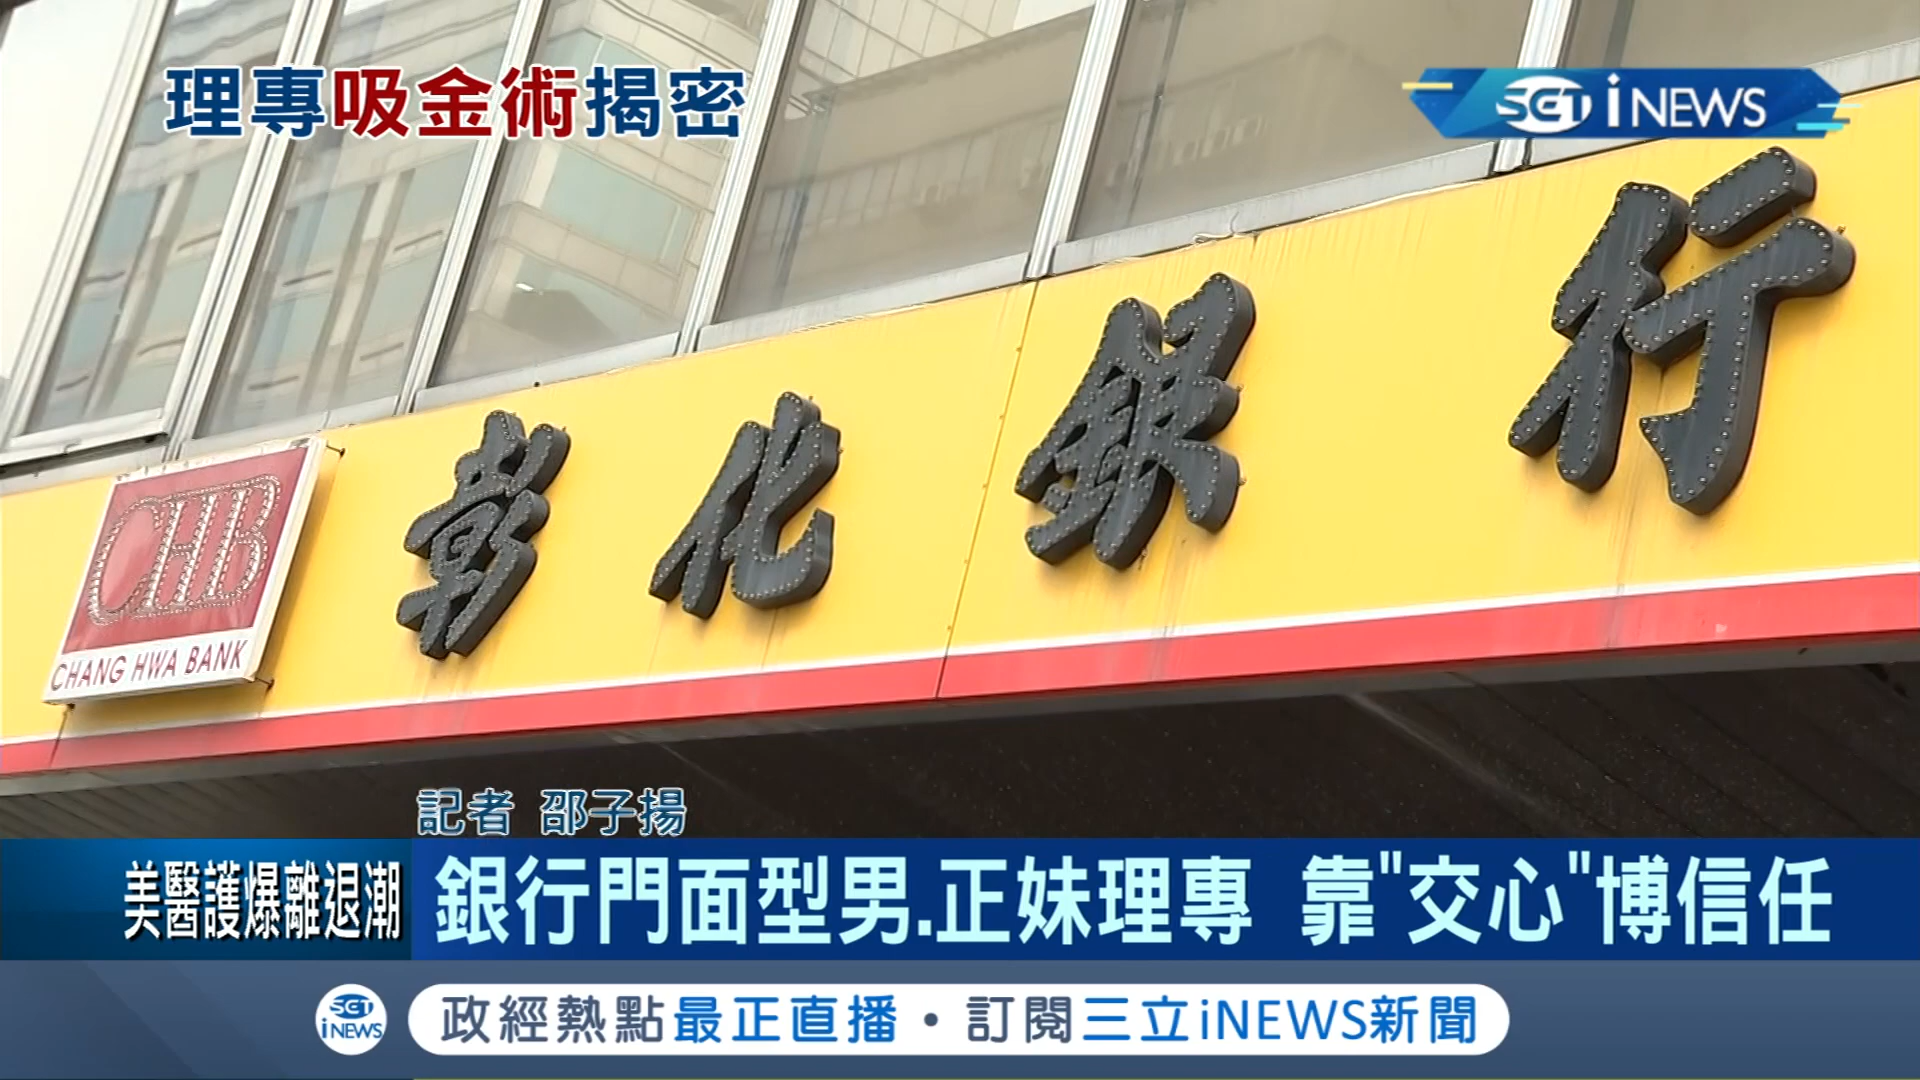 理專吸金術揭密
SET iNEWS
彰化銀行
CHB
CHANG HWA BANK
記者 邵子揚
美醫護爆離退潮
銀行門面型男.正妹理專 靠"交心"博信任
SET iNEWS
政經熱點最正直播・訂閱三立iNEWS新聞